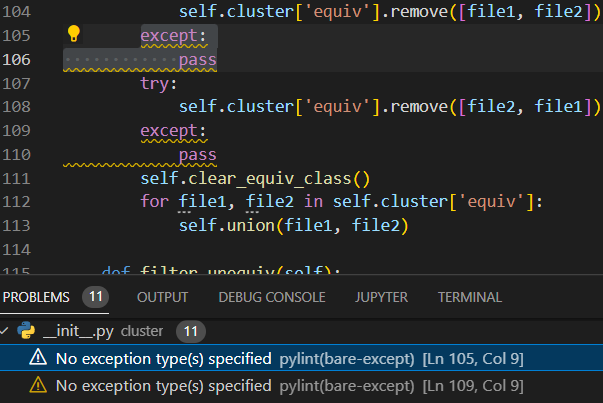 104 self.cluster['equiv'].remove([file1, file2])
105 except:
106 pass
107 try:
108 self.cluster['equiv'].remove([file2, file1])
109 except:
110 pass
111 self.clear_equiv_class()
112 for file1, file2 in self.cluster['equiv']:
113 self.union(file1, file2)
114
115 def filter_unequiv(self):
PROBLEMS 11 OUTPUT DEBUG CONSOLE JUPYTER TERMINAL
__init__.py cluster 11
No exception type(s) specified pylint(bare-except) [Ln 105, Col 9]
No exception type(s) specified pylint(bare-except) [Ln 109, Col 9]